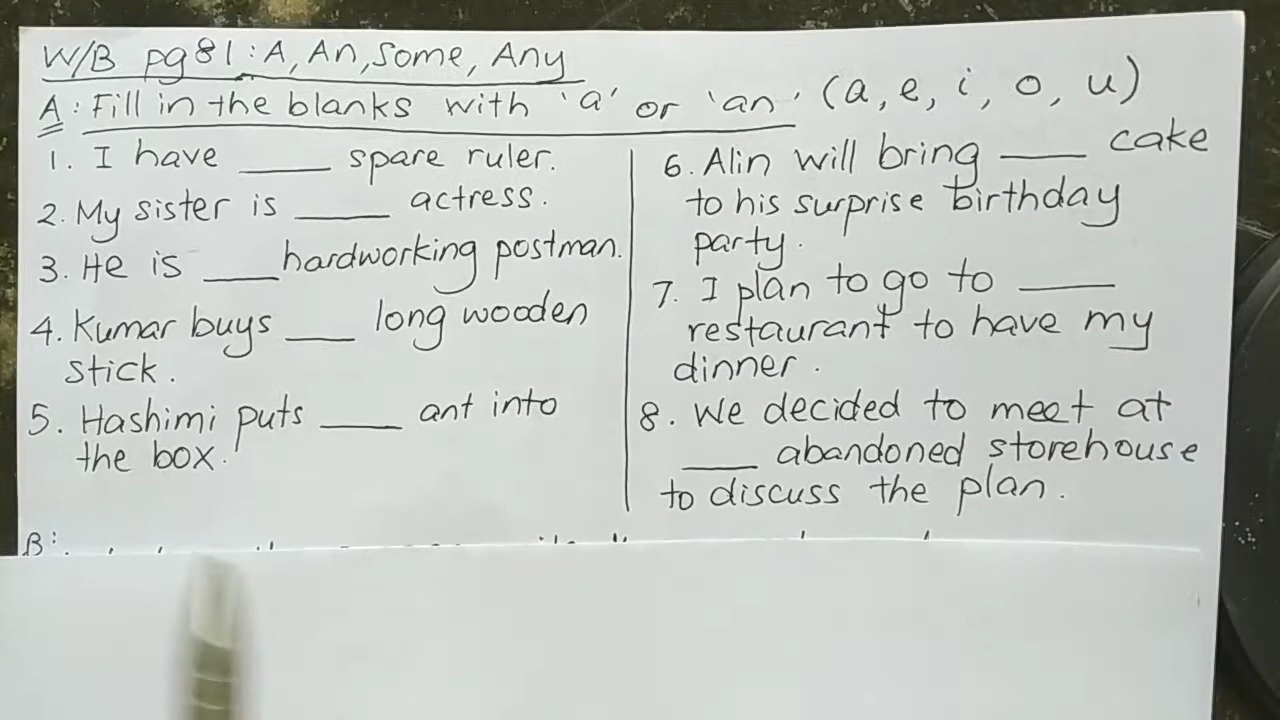 W/B pg 81: A, An, Some, Any
A: Fill in the blanks with 'a' or 'an' (a, e, i, o, u)
1. I have ____ spare ruler.
2. My sister is ____ actress.
3. He is ____ hardworking postman.
4. Kumar buys ____ long wooden
stick.
5. Hashimi puts ____ ant into
the box.
6. Alin will bring ____ cake
to his surprise birthday
party.
7. I plan to go to ____
restaurant to have my
dinner.
8. We decided to meet at
____ abandoned storehouse
to discuss the plan.
B: